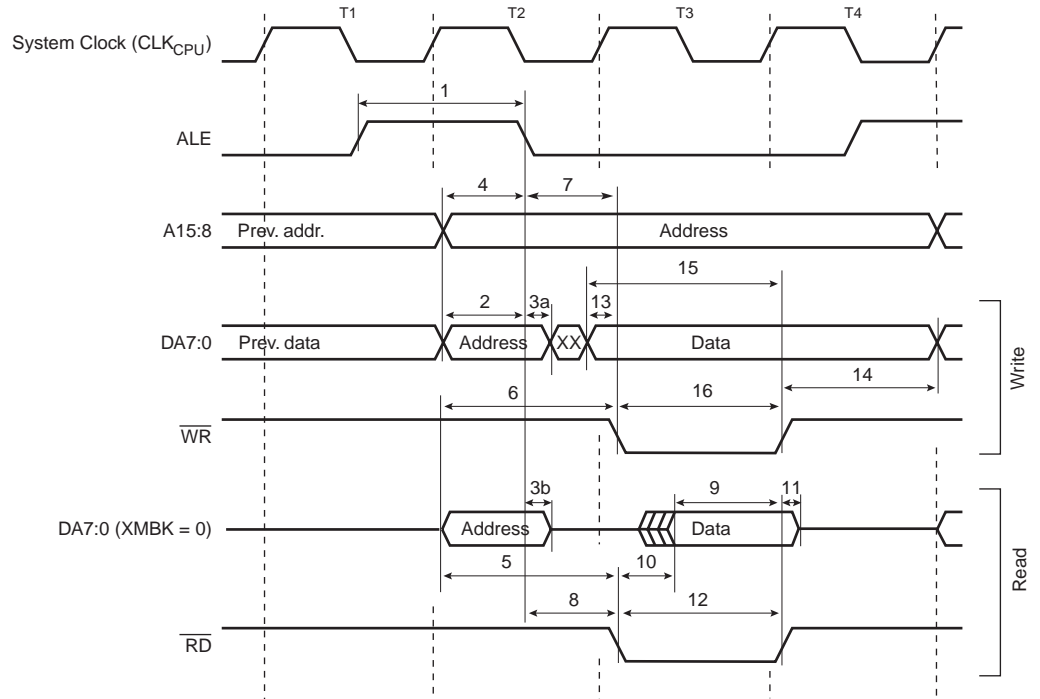 T1 T2 T3 T4
System Clock (CLKCPU)
1
ALE
4 7
A15:8 Prev. addr. Address
15
2 3a 13
DA7:0 Prev. data Address XX Data
14
Write
6 16
WR
3b 9 11
DA7:0 (XMBK = 0) Address Data
5 10
Read
8 12
RD